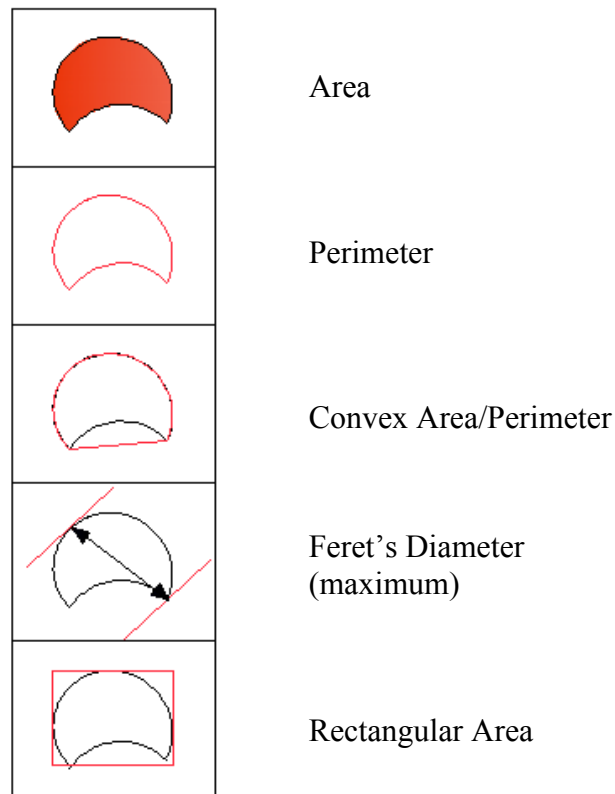 Area
Perimeter
Convex Area/Perimeter
Feret’s Diameter
(maximum)
Rectangular Area